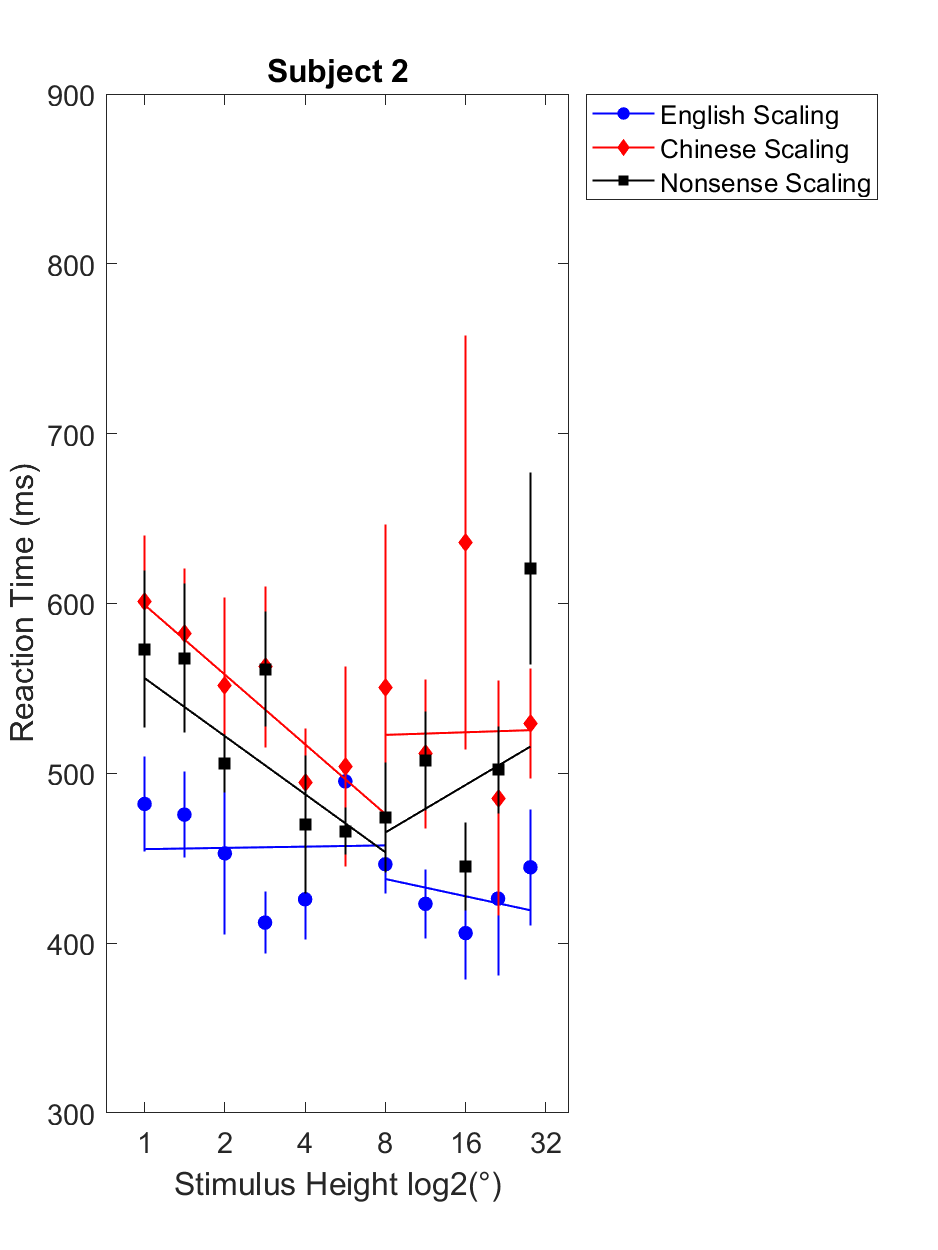 Subject 2
900
800
700
600
500
400
300
Reaction Time (ms)
1 2 4 8 16 32
Stimulus Height log2(°)
English Scaling
Chinese Scaling
Nonsense Scaling